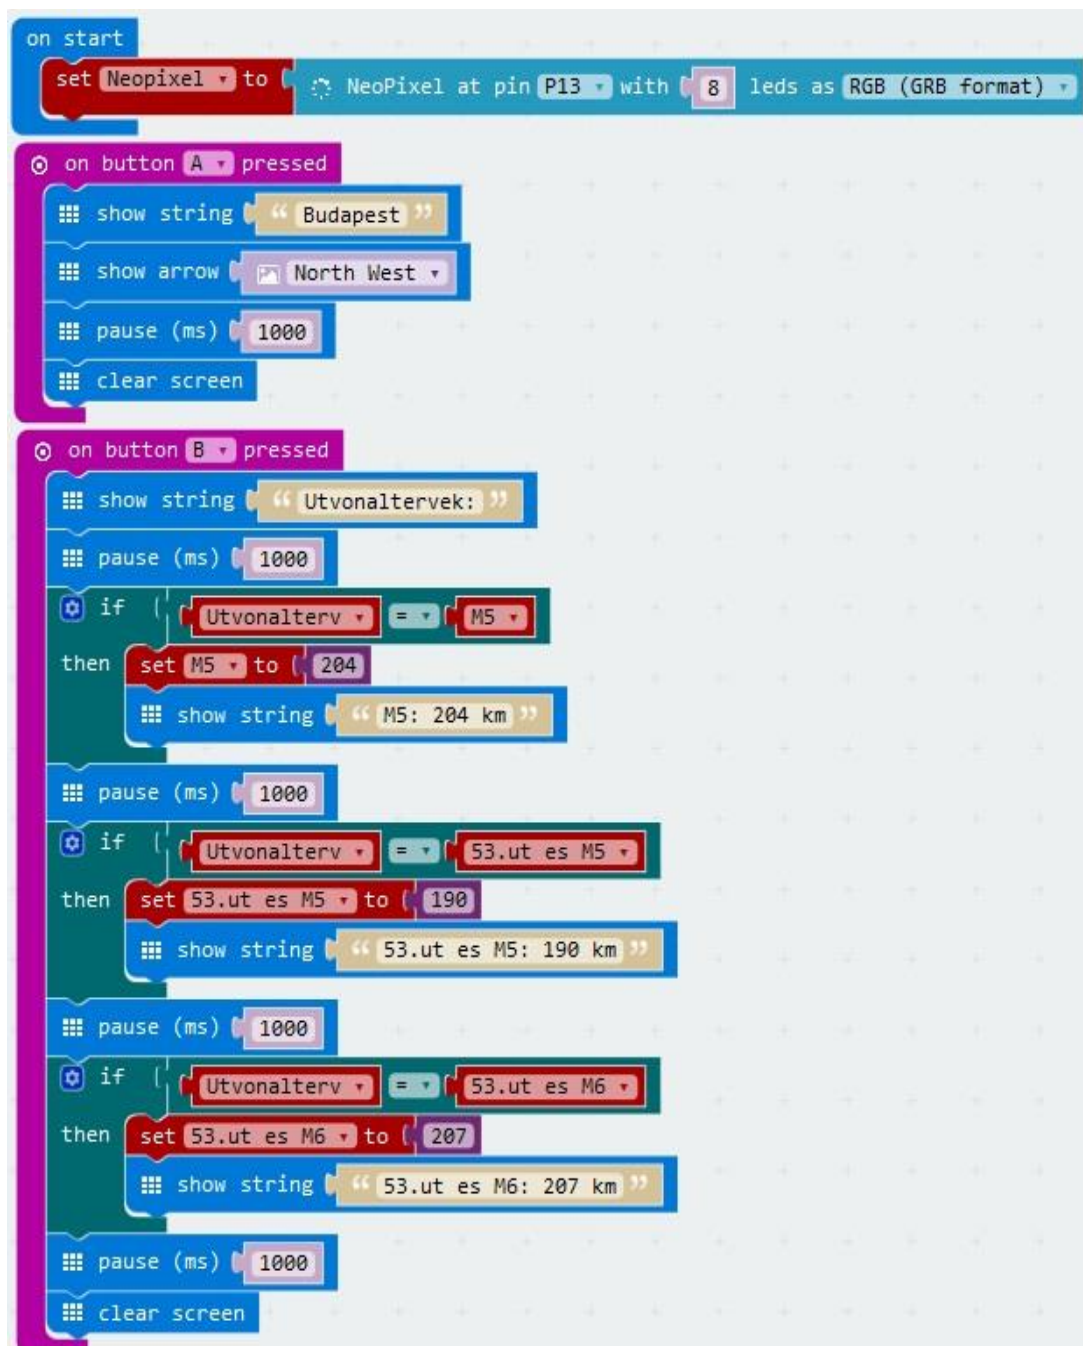 on start
set Neopixel to NeoPixel at pin P13 with 8 leds as RGB (GRB format)
on button A pressed
show string “ Budapest ”
show arrow North West
pause (ms) 1000
clear screen
on button B pressed
show string “ Utvonaltervek: ”
pause (ms) 1000
if Utvonalterv = M5
then set M5 to 204
show string “ M5: 204 km ”
pause (ms) 1000
if Utvonalterv = 53.ut es M5
then set 53.ut es M5 to 190
show string “ 53.ut es M5: 190 km ”
pause (ms) 1000
if Utvonalterv = 53.ut es M6
then set 53.ut es M6 to 207
show string “ 53.ut es M6: 207 km ”
pause (ms) 1000
clear screen